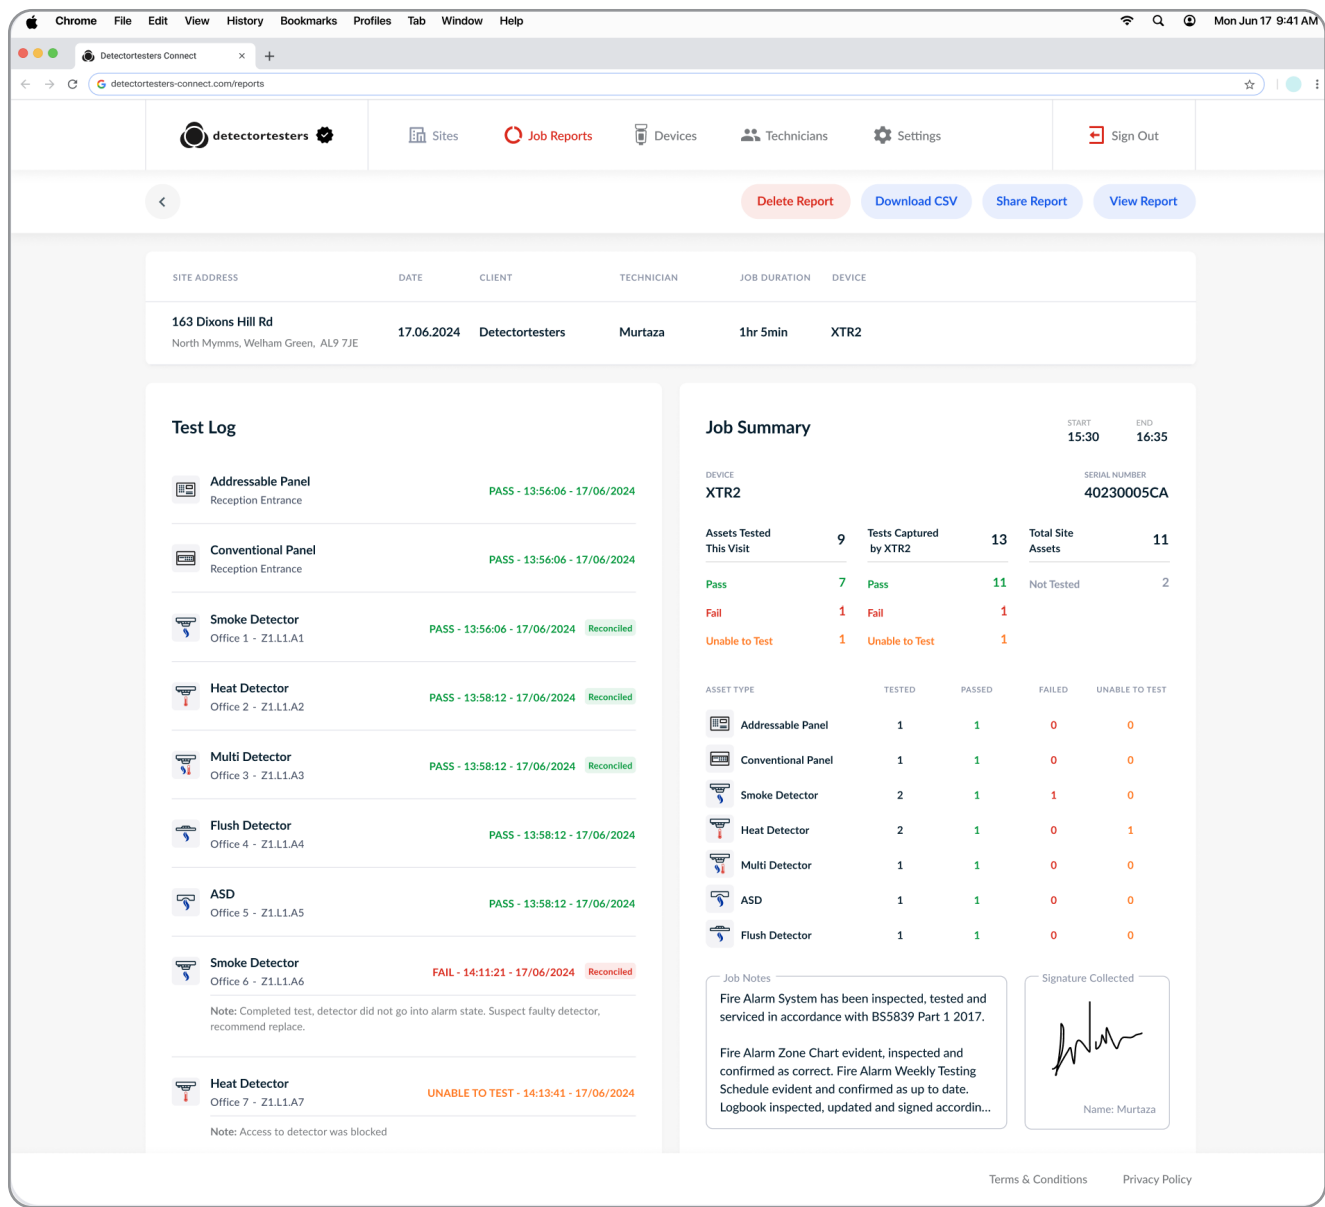 Chrome File Edit View History Bookmarks Profiles Tab Window Help Mon Jun 17 9:41 AM
Detectortesters Connect
detectortesters-connect.com/reports
detectortesters Sites Job Reports Devices Technicians Settings Sign Out
Delete Report Download CSV Share Report View Report
SITE ADDRESS DATE CLIENT TECHNICIAN JOB DURATION DEVICE
163 Dixons Hill Rd
North Mymms, Welham Green, AL9 7JE
17.06.2024 Detectortesters Murtaza 1hr 5min XTR2
Test Log
Addressable Panel
Reception Entrance
PASS - 13:56:06 - 17/06/2024
Conventional Panel
Reception Entrance
PASS - 13:56:06 - 17/06/2024
Smoke Detector
Office 1 - Z1.L1.A1
PASS - 13:56:06 - 17/06/2024 Reconciled
Heat Detector
Office 2 - Z1.L1.A2
PASS - 13:58:12 - 17/06/2024 Reconciled
Multi Detector
Office 3 - Z1.L1.A3
PASS - 13:58:12 - 17/06/2024 Reconciled
Flush Detector
Office 4 - Z1.L1.A4
PASS - 13:58:12 - 17/06/2024
ASD
Office 5 - Z1.L1.A5
PASS - 13:58:12 - 17/06/2024
Smoke Detector
Office 6 - Z1.L1.A6
FAIL - 14:11:21 - 17/06/2024 Reconciled
Note: Completed test, detector did not go into alarm state. Suspect faulty detector,
recommend replace.
Heat Detector
Office 7 - Z1.L1.A7
UNABLE TO TEST - 14:13:41 - 17/06/2024
Note: Access to detector was blocked
Job Summary
START END
15:30 16:35
DEVICE SERIAL NUMBER
XTR2 40230005CA
Assets Tested
This Visit
9
Tests Captured
by XTR2
13
Total Site
Assets
11
Pass 7 Pass 11 Not Tested 2
Fail 1 Fail 1
Unable to Test 1 Unable to Test 1
ASSET TYPE TESTED PASSED FAILED UNABLE TO TEST
Addressable Panel 1 1 0 0
Conventional Panel 1 1 0 0
Smoke Detector 2 1 1 0
Heat Detector 2 1 0 1
Multi Detector 1 1 0 0
ASD 1 1 0 0
Flush Detector 1 1 0 0
Job Notes
Fire Alarm System has been inspected, tested and
serviced in accordance with BS5839 Part 1 2017.
Fire Alarm Zone Chart evident, inspected and
confirmed as correct. Fire Alarm Weekly Testing
Schedule evident and confirmed as up to date.
Logbook inspected, updated and signed accordin...
Signature Collected
Name: Murtaza
Terms & Conditions Privacy Policy